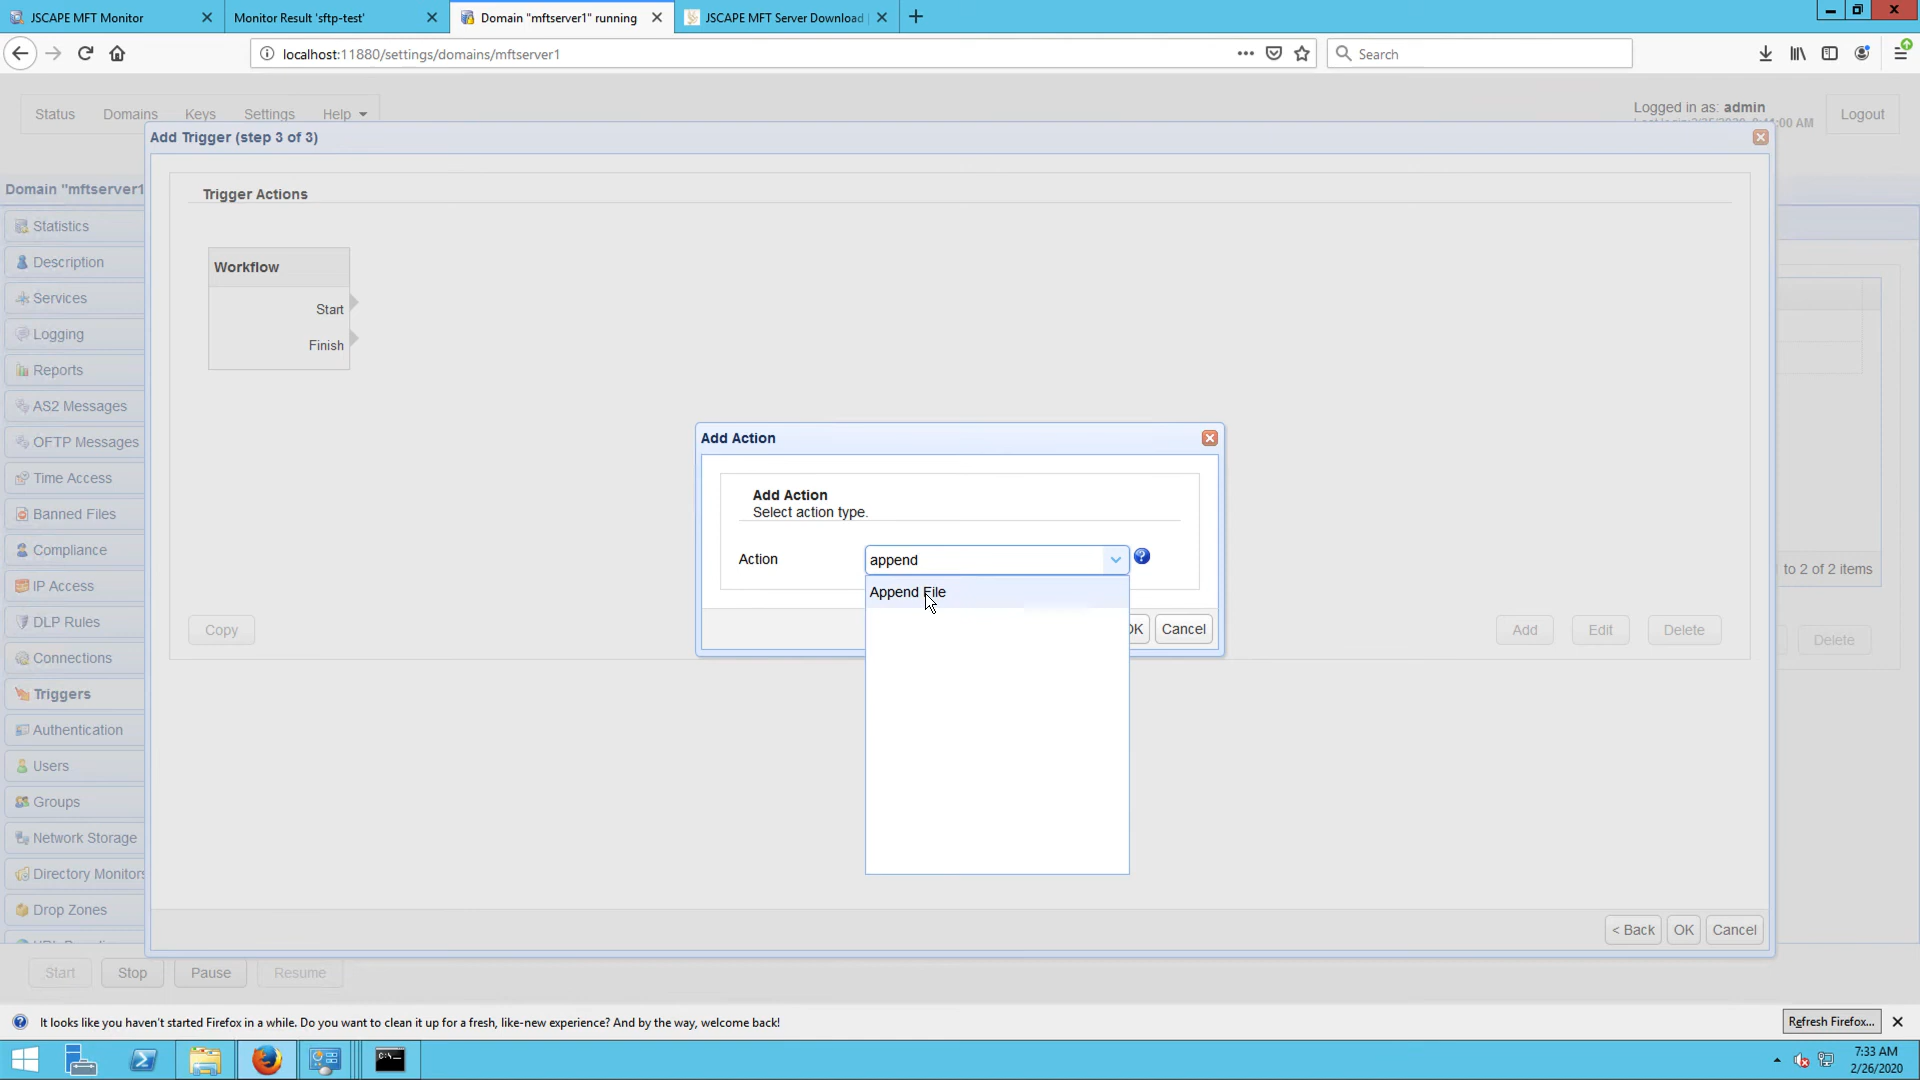 JSCAPE MFT Monitor
Monitor Result 'sftp-test'
Domain "mftserver1" running
JSCAPE MFT Server Download
localhost:11880/settings/domains/mftserver1
Search
Status
Domains
Keys
Settings
Help
Logged in as: admin
Logout
Add Trigger (step 3 of 3)
Domain "mftserver1
Trigger Actions
Statistics
Description
Services
Logging
Reports
AS2 Messages
OFTP Messages
Time Access
Banned Files
Compliance
IP Access
DLP Rules
Connections
Triggers
Authentication
Users
Groups
Network Storage
Directory Monitors
Drop Zones
Workflow
Start
Finish
Add Action
Add Action
Select action type.
Action
append
Append File
OK
Cancel
to 2 of 2 items
Copy
Add
Edit
Delete
Delete
< Back
OK
Cancel
Start
Stop
Pause
Resume
It looks like you haven't started Firefox in a while. Do you want to clean it up for a fresh, like-new experience? And by the way, welcome back!
Refresh Firefox...
7:33 AM
2/26/2020